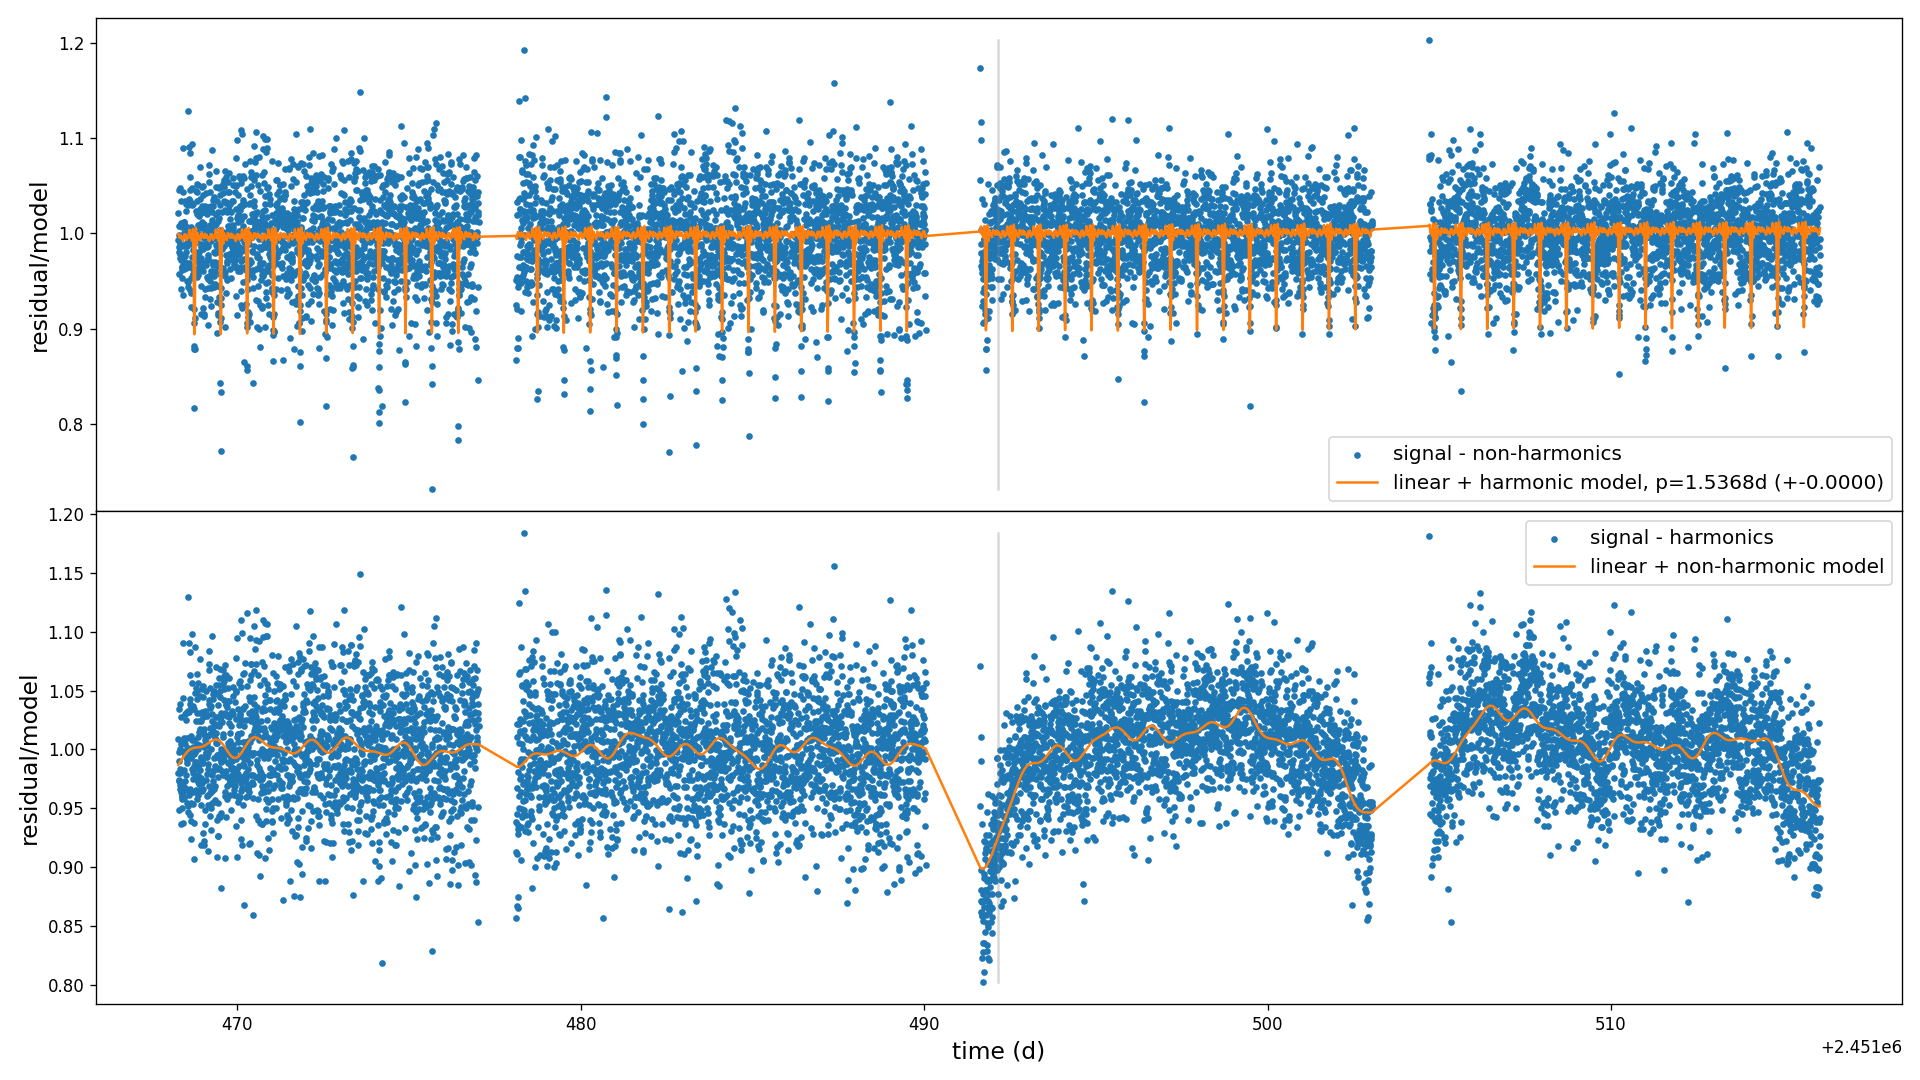 1.2
1.1
1.0
0.9
0.8
residual/model
signal - non-harmonics
linear + harmonic model, p=1.5368d (+-0.0000)
1.20
1.15
1.10
1.05
1.00
0.95
0.90
0.85
0.80
residual/model
signal - harmonics
linear + non-harmonic model
470
480
490
500
510
time (d)
+2.451e6